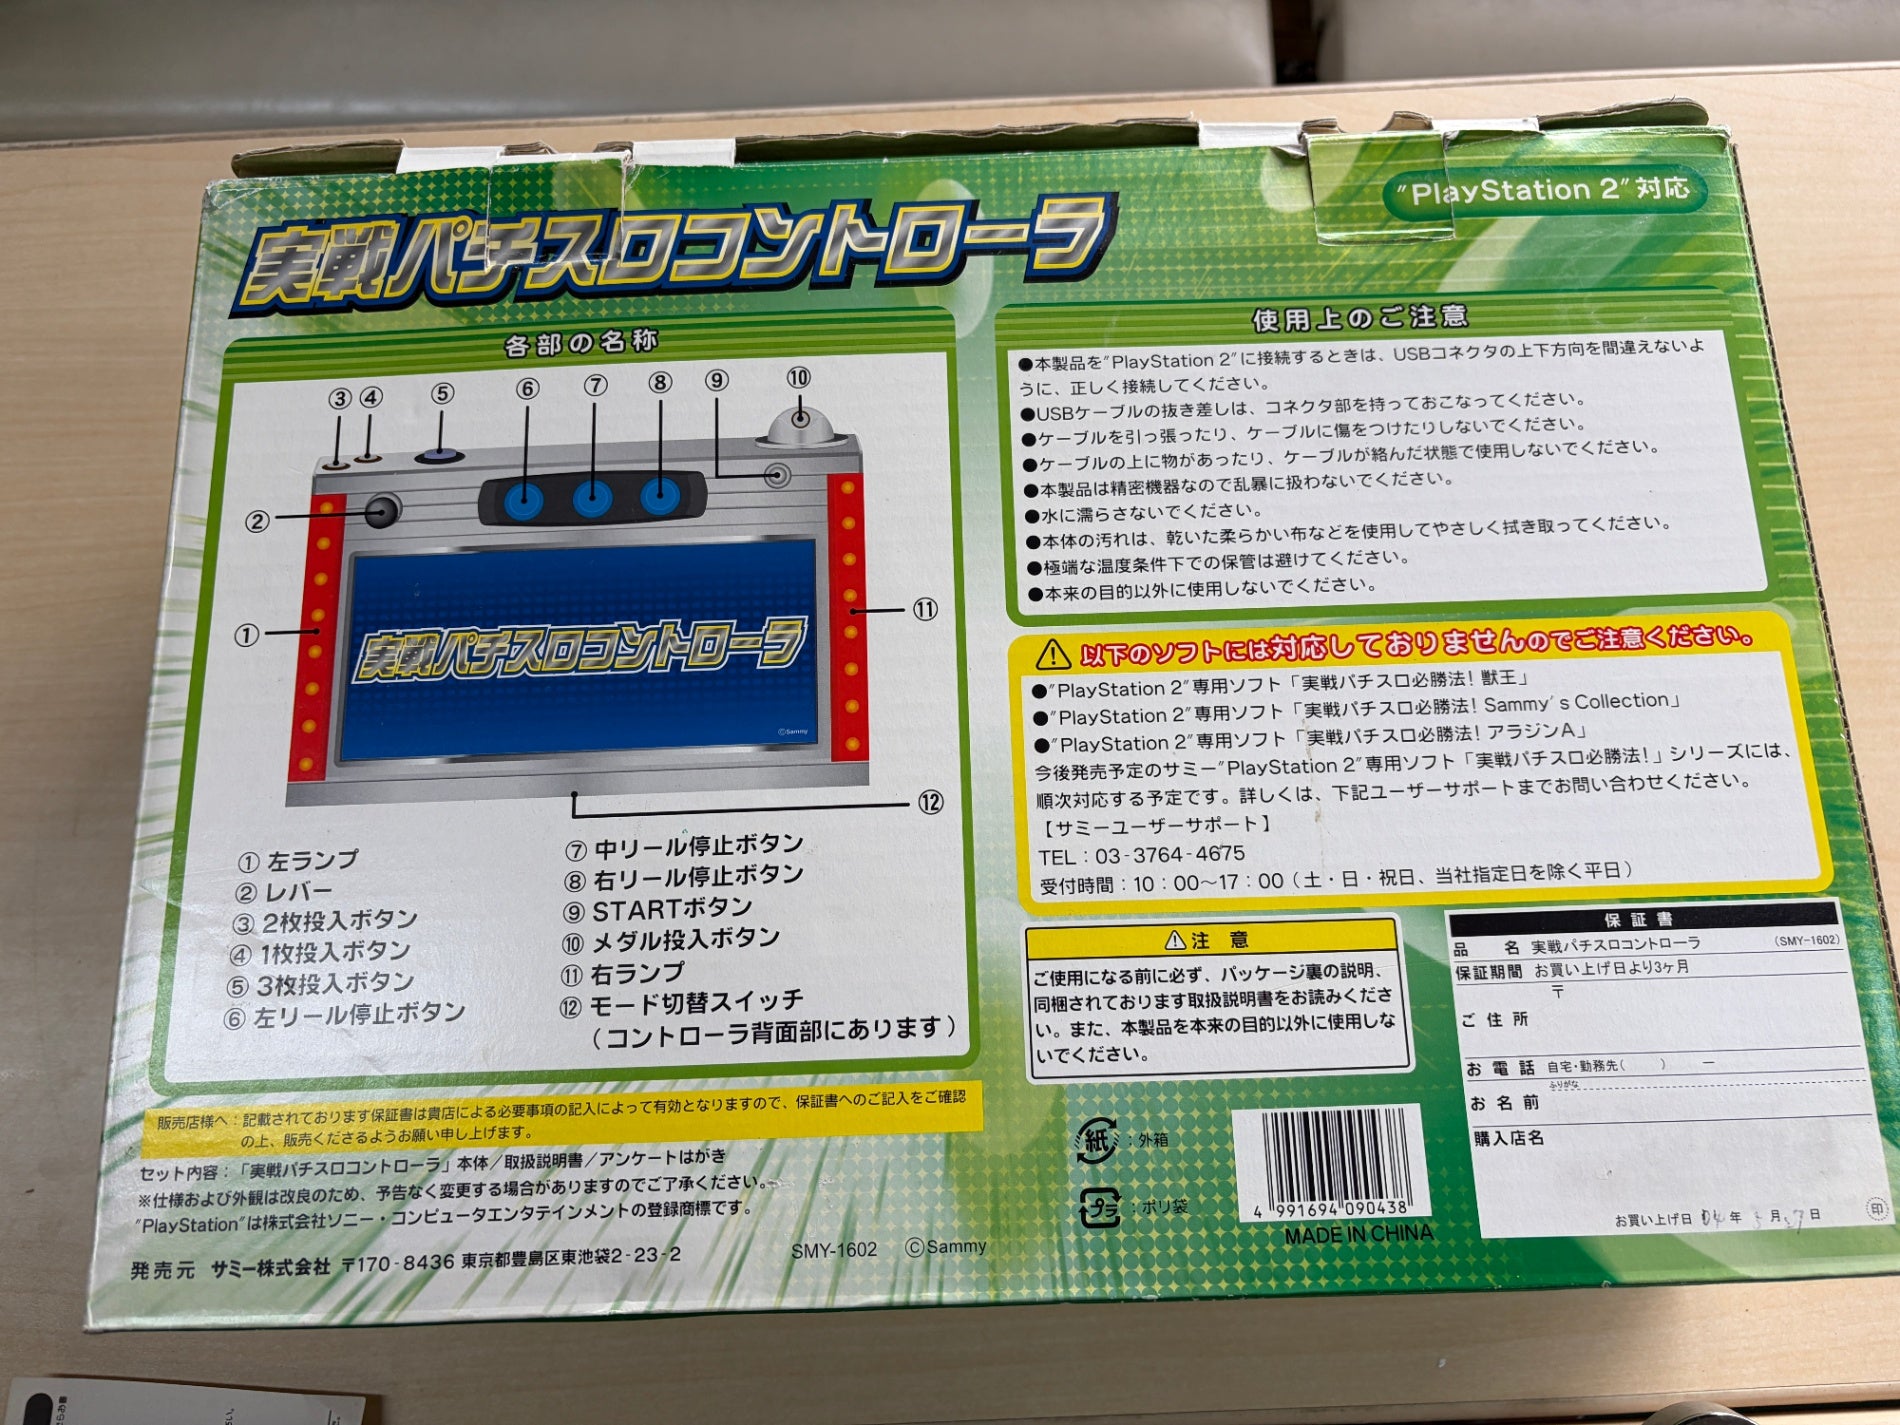 実戦パチスロコントローラ
"PlayStation 2"対応
各部の名称
③ ④ ⑤ ⑥ ⑦ ⑧ ⑨ ⑩
②
①
⑪
⑫
実戦パチスロコントローラ
©Sammy
① 左ランプ
② レバー
③ 2枚投入ボタン
④ 1枚投入ボタン
⑤ 3枚投入ボタン
⑥ 左リール停止ボタン
⑦ 中リール停止ボタン
⑧ 右リール停止ボタン
⑨ STARTボタン
⑩ メダル投入ボタン
⑪ 右ランプ
⑫ モード切替スイッチ
(コントローラ背面部にあります)
販売店様へ:記載されております保証書は貴店による必要事項の記入によって有効となりますので、保証書へのご記入をご確認
の上、販売くださるようお願い申し上げます。
セット内容:「実戦パチスロコントローラ」本体/取扱説明書/アンケートはがき
※仕様および外観は改良のため、予告なく変更する場合がありますのでご了承ください。
"PlayStation"は株式会社ソニー・コンピュータエンタテインメントの登録商標です。
発売元 サミー株式会社 〒170-8436 東京都豊島区東池袋2-23-2
SMY-1602 ©Sammy
使用上のご注意
●本製品を"PlayStation 2"に接続するときは、USBコネクタの上下方向を間違えないよ
うに、正しく接続してください。
●USBケーブルの抜き差しは、コネクタ部を持っておこなってください。
●ケーブルを引っ張ったり、ケーブルに傷をつけたりしないでください。
●ケーブルの上に物があったり、ケーブルが絡んだ状態で使用しないでください。
●本製品は精密機器なので乱暴に扱わないでください。
●水に濡らさないでください。
●本体の汚れは、乾いた柔らかい布などを使用してやさしく拭き取ってください。
●極端な温度条件下での保管は避けてください。
●本来の目的以外に使用しないでください。
以下のソフトには対応しておりませんのでご注意ください。
●"PlayStation 2"専用ソフト「実戦パチスロ必勝法!獣王」
●"PlayStation 2"専用ソフト「実戦パチスロ必勝法!Sammy's Collection」
●"PlayStation 2"専用ソフト「実戦パチスロ必勝法!アラジンA」
今後発売予定のサミー"PlayStation 2"専用ソフト「実戦パチスロ必勝法!」シリーズには、
順次対応する予定です。詳しくは、下記ユーザーサポートまでお問い合わせください。
【サミーユーザーサポート】
TEL:03-3764-4675
受付時間:10:00〜17:00(土・日・祝日、当社指定日を除く平日)
注意
ご使用になる前に必ず、パッケージ裏の説明、
同梱されております取扱説明書をお読みくださ
い。また、本製品を本来の目的以外に使用しな
いでください。
紙:外箱
プラ:ポリ袋
4 991694 090438
MADE IN CHINA
保証書
品名 実戦パチスロコントローラ (SMY-1602)
保証期間 お買い上げ日より3ヶ月
〒
ご住所
お電話 自宅・勤務先( ) ー
ふりがな
お名前
購入店名
お買い上げ日 04年 月 日 印